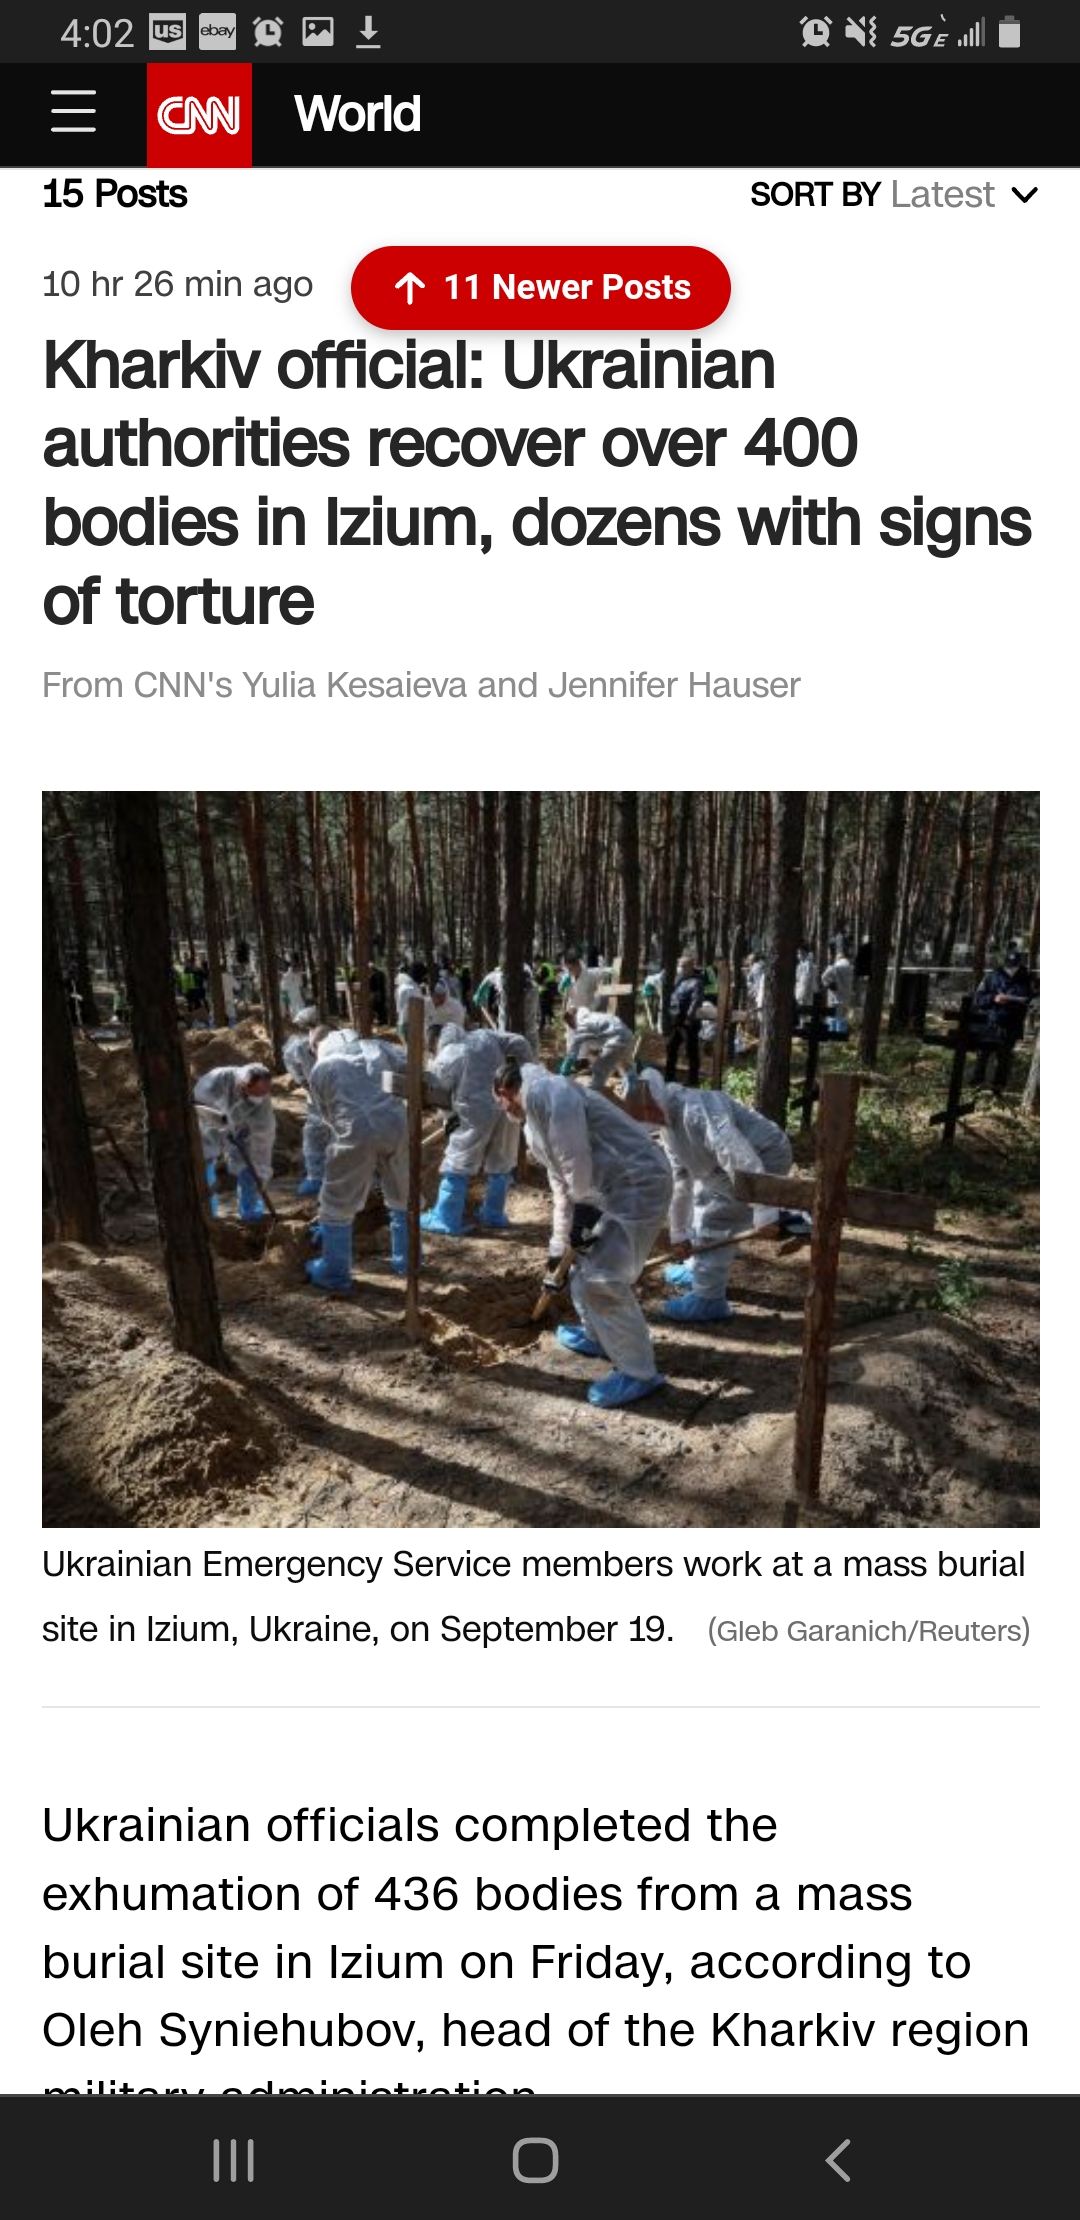 4:02 us ebay 5GE
CNN World
15 Posts SORT BY Latest
10 hr 26 min ago
11 Newer Posts
Kharkiv official: Ukrainian
authorities recover over 400
bodies in Izium, dozens with signs
of torture
From CNN's Yulia Kesaieva and Jennifer Hauser
Ukrainian Emergency Service members work at a mass burial
site in Izium, Ukraine, on September 19. (Gleb Garanich/Reuters)
Ukrainian officials completed the
exhumation of 436 bodies from a mass
burial site in Izium on Friday, according to
Oleh Syniehubov, head of the Kharkiv region
military administration